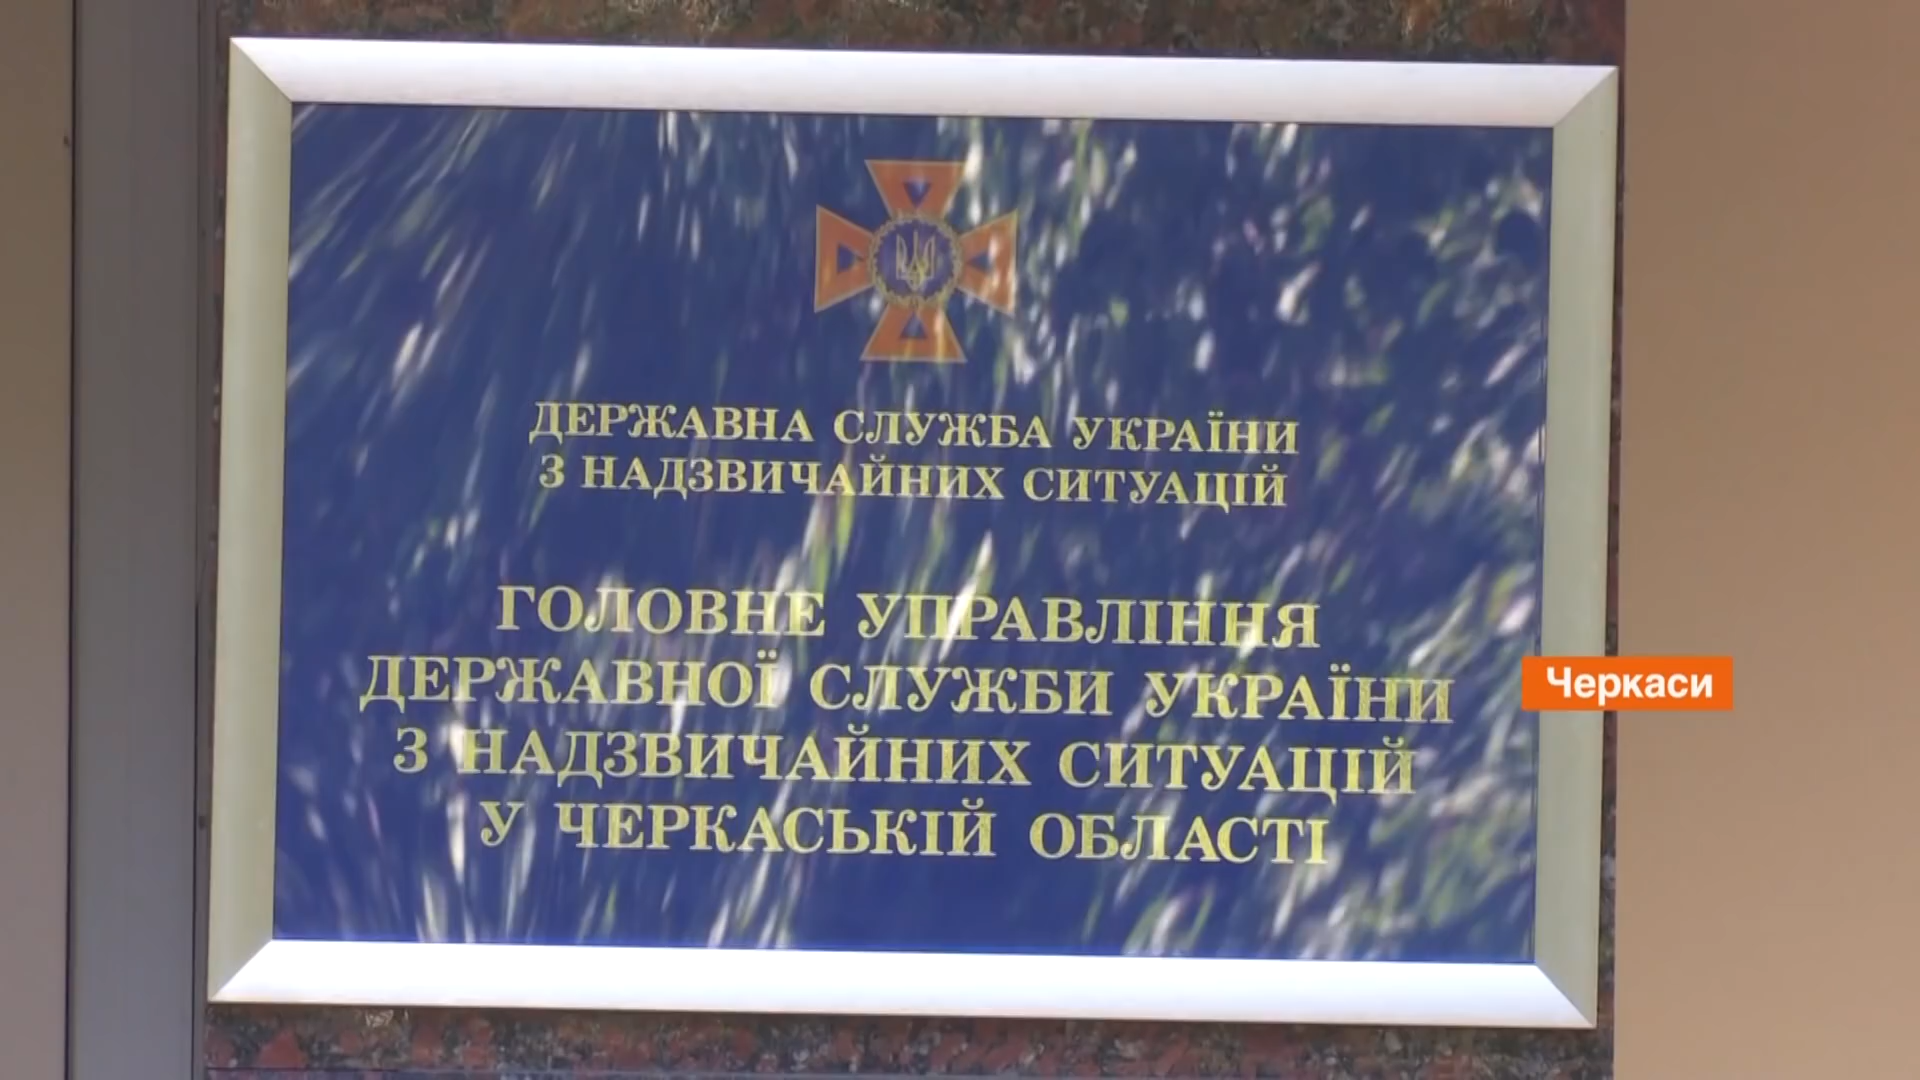 ДЕРЖАВНА СЛУЖБА УКРАЇНИ
З НАДЗВИЧАЙНИХ СИТУАЦІЙ
ГОЛОВНЕ УПРАВЛІННЯ
ДЕРЖАВНОЇ СЛУЖБИ УКРАЇНИ
З НАДЗВИЧАЙНИХ СИТУАЦІЙ
У ЧЕРКАСЬКІЙ ОБЛАСТІ
Черкаси